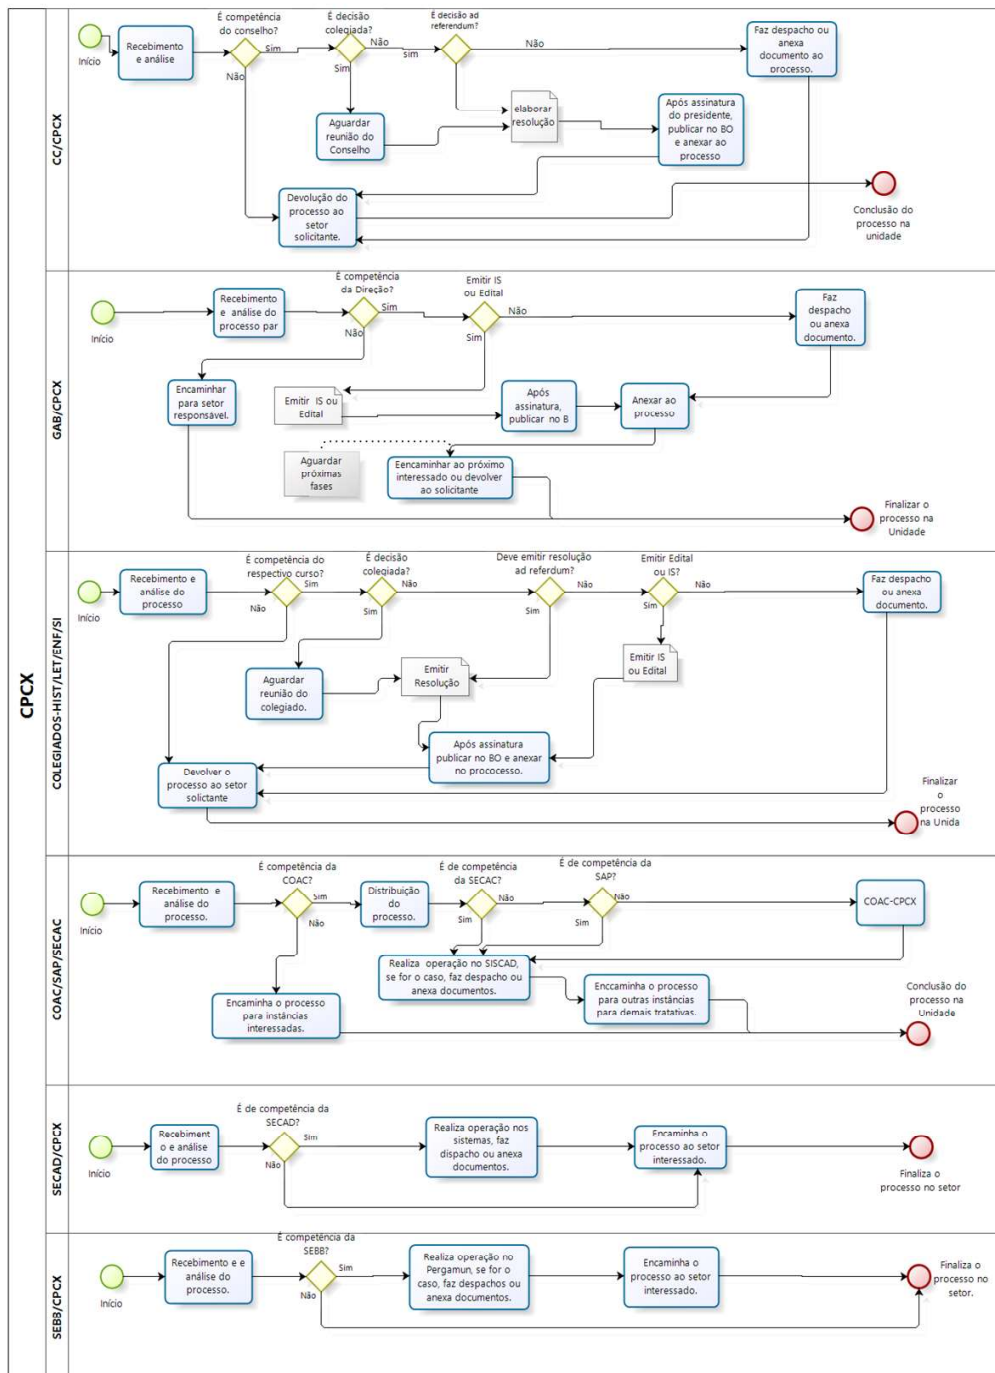 CPCX
CC/CPCX
Início
Recebimento
e análise
É competência
do conselho?
Sim
Não
É decisão
colegiada?
Não
Sim
É decisão ad
referendum?
sim
Não
Faz despacho ou
anexa
documento ao
processo.
Aguardar
reunião do
Conselho
elaborar
resolução
Após assinatura
do presidente,
publicar no BO
e anexar ao
processo
Devolução do
processo ao
setor
solicitante.
Conclusão do
processo na
unidade
GAB/CPCX
Início
Recebimento
e análise do
processo par
É competência
da Direção?
Sim
Não
Emitir IS
ou Edital
Não
Sim
Faz
despacho
ou anexa
documento.
Encaminhar
para setor
responsável.
Emitir IS ou
Edital
Após
assinatura,
publicar no B
Anexar ao
processo
Aguardar
próximas
fases
Eencaminhar ao próximo
interessado ou devolver
ao solicitante
Finalizar o
processo na
Unidade
COLEGIADOS-HIST/LET/ENF/SI
Início
Recebimento e
análise do
processo
É competência do
respectivo curso?
Sim
Não
É decisão
colegiada?
Não
Sim
Deve emitir resolução
ad referdum?
Não
Sim
Emitir Edital
ou IS?
Não
Sim
Faz despacho
ou anexa
documento.
Aguardar
reunião do
colegiado.
Emitir
Resolução
Emitir IS
ou Edital
Após assinatura
publicar no BO e anexar
no prococesso.
Devolver o
processo ao setor
solictante
Finalizar
o
processo
na Unida
COAC/SAP/SECAC
Início
Recebimento e
análise do
processo.
É competência da
COAC?
Sim
Não
Distribuição
do
processo.
É de competência
da SECAC?
Não
Sim
É de competência da
SAP?
Não
Sim
COAC-CPCX
Realiza operação no SISCAD,
se for o caso, faz despacho ou
anexa documentos.
Encaminha o processo
para instâncias
interessadas.
Enccaminha o processo
para outras instâncias
para demais tratativas.
Conclusão do
processo na
Unidade
SECAD/CPCX
Início
Recebiment
o e análise
do processo
É de competência da
SECAD?
Sim
Não
Realiza operação nos
sistemas, faz
dispacho ou anexa
documentos.
Encaminha o
processo ao setor
interessado.
Finaliza o
processo no setor
SEBB/CPCX
Início
Recebimento e e
análise do
processo.
É competência da
SEBB?
Sim
Não
Realiza operação no
Pergamun, se for o
caso, faz despachos ou
anexa documentos.
Encaminha o
processo ao setor
interessado.
Finaliza o
processo no
setor.